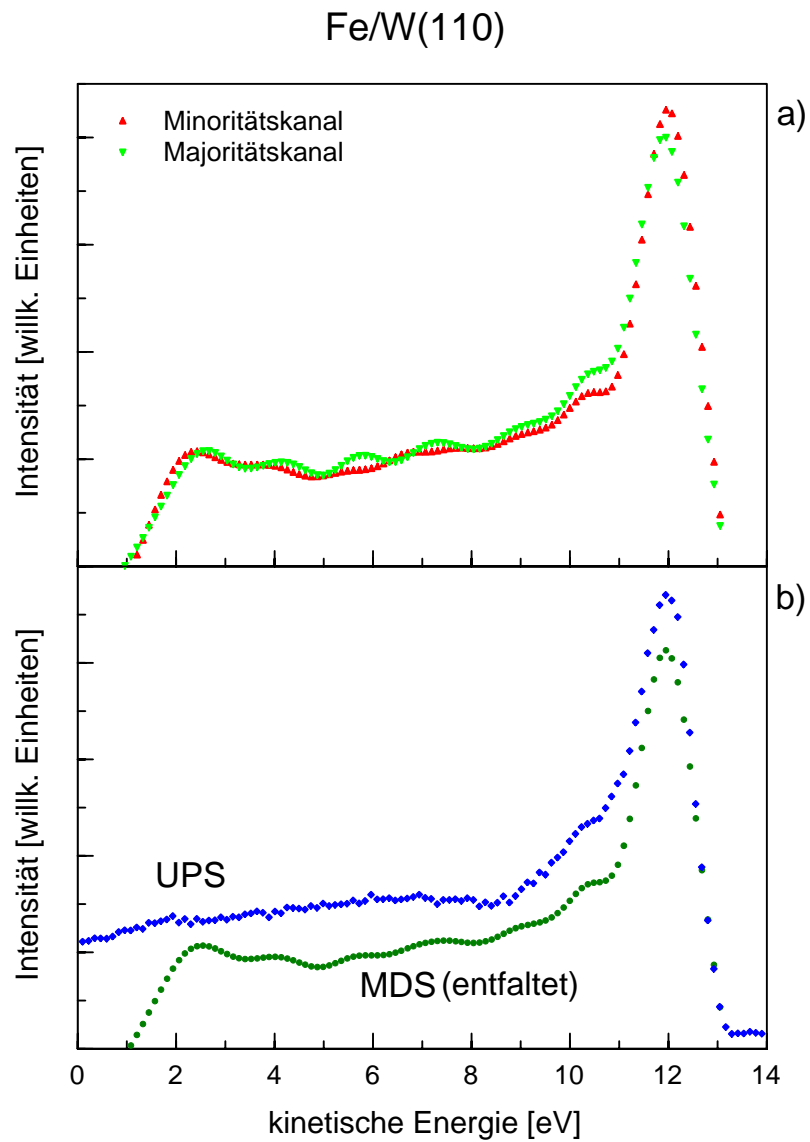 Fe/W(110)
a)
Minoritätskanal
Majoritätskanal
Intensität [willk. Einheiten]
b)
Intensität [willk. Einheiten]
UPS
MDS (entfaltet)
0 2 4 6 8 10 12 14
kinetische Energie [eV]